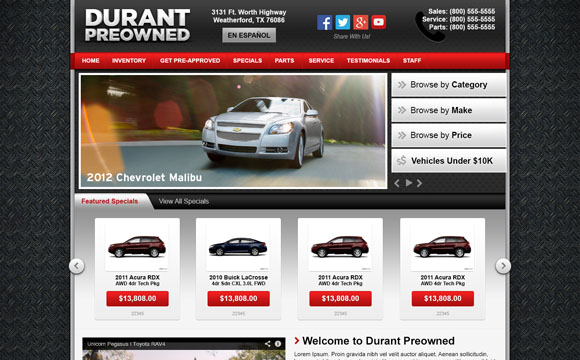 DURANT
PREOWNED
3131 Ft. Worth Highway
Weatherford, TX 76086
EN ESPAÑOL
Share With Us!
Sales: (800) 555-5555
Service: (800) 555-5555
Parts: (800) 555-5555
HOME INVENTORY GET PRE-APPROVED SPECIALS PARTS SERVICE TESTIMONIALS STAFF
2012 Chevrolet Malibu
Browse by Category
Browse by Make
Browse by Price
Vehicles Under $10K
Featured Specials View All Specials
2011 Acura RDX
AWD 4dr Tech Pkg
$13,808.00
22345
2010 Buick LaCrosse
4dr Sdn CXL 3.0L FWD
$13,808.00
22345
2011 Acura RDX
AWD 4dr Tech Pkg
$13,808.00
22345
2011 Acura RDX
AWD 4dr Tech Pkg
$13,808.00
22345
Unicorn Pegasus I Toyota RAV4
Welcome to Durant Preowned
Lorem Ipsum. Proin gravida nibh vel velit auctor aliquet. Aenean sollicitudin,